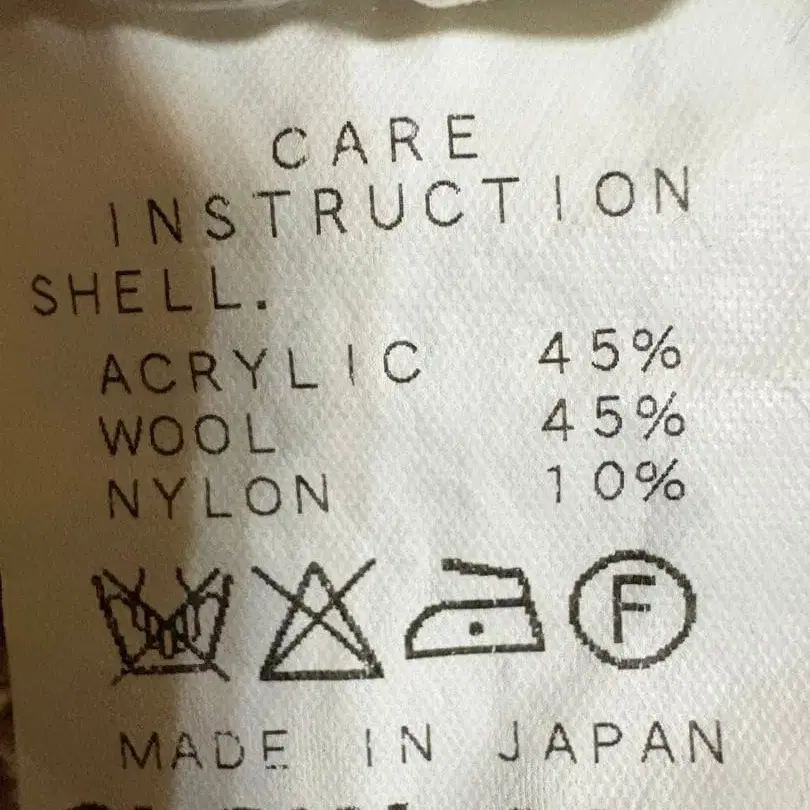 CARE
INSTRUCTION
SHELL.
ACRYLIC 45%
WOOL 45%
NYLON 10%
F
MADE IN JAPAN